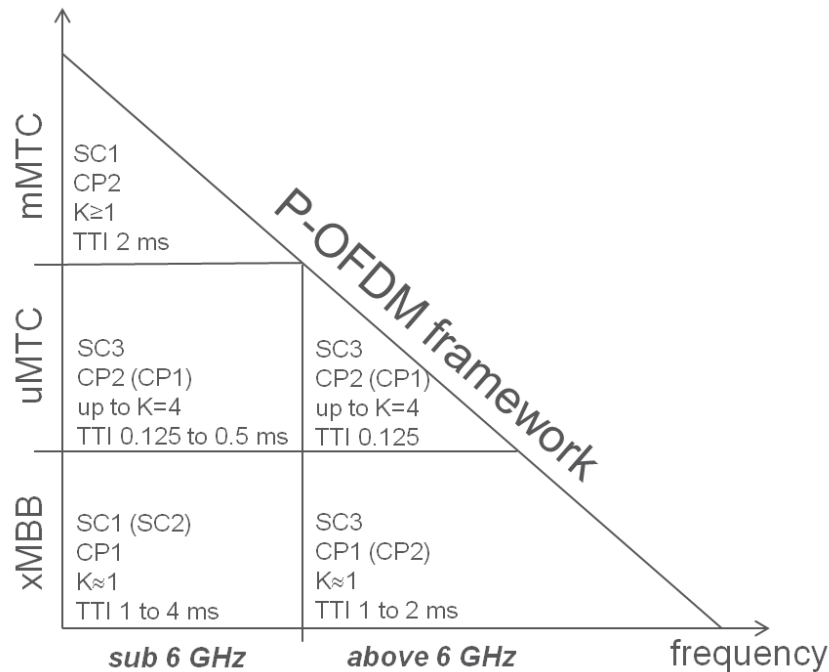 mMTC
SC1
CP2
K≥1
TTI 2 ms
P-OFDM framework
uMTC
SC3
CP2 (CP1)
up to K=4
TTI 0.125 to 0.5 ms
SC3
CP2 (CP1)
up to K=4
TTI 0.125
xMBB
SC1 (SC2)
CP1
K≈1
TTI 1 to 4 ms
SC3
CP1 (CP2)
K≈1
TTI 1 to 2 ms
sub 6 GHz
above 6 GHz
frequency